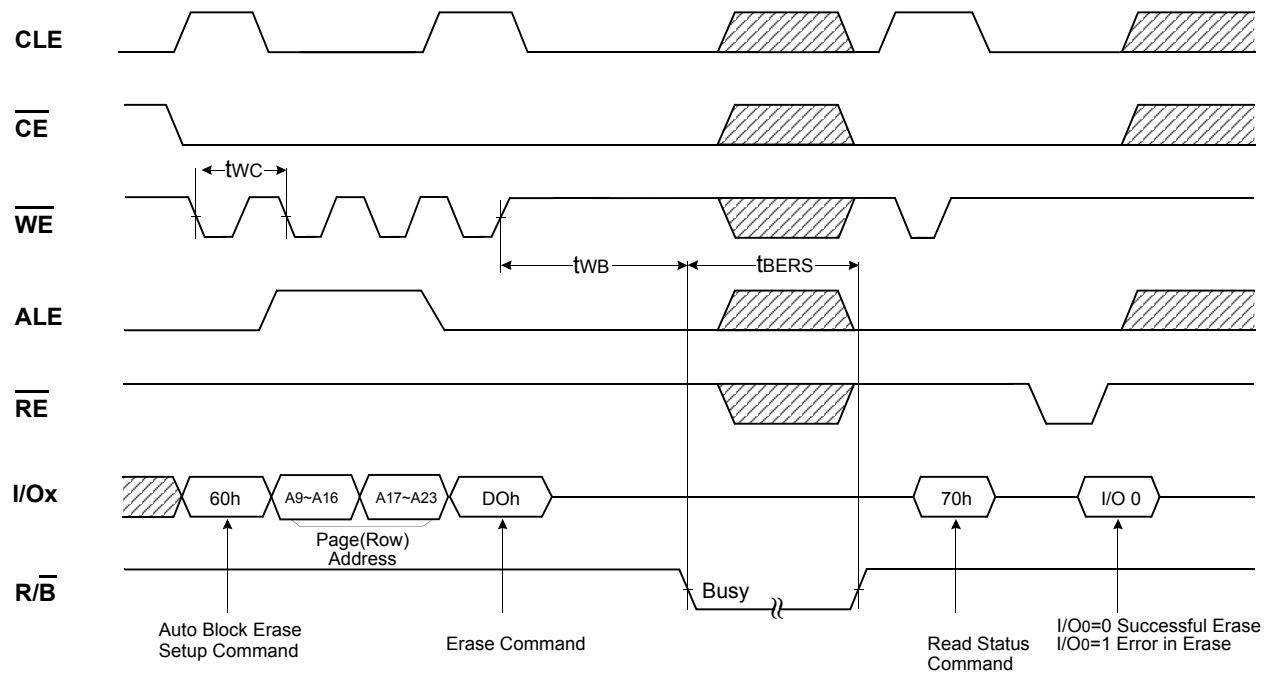 CLE
CE
tWC
WE
tWB
tBERS
ALE
RE
I/Ox
60h
A9~A16
A17~A23
DOh
70h
I/O 0
Page(Row)
Address
R/B
Busy
Auto Block Erase
Setup Command
Erase Command
Read Status
Command
I/O0=0 Successful Erase
I/O0=1 Error in Erase